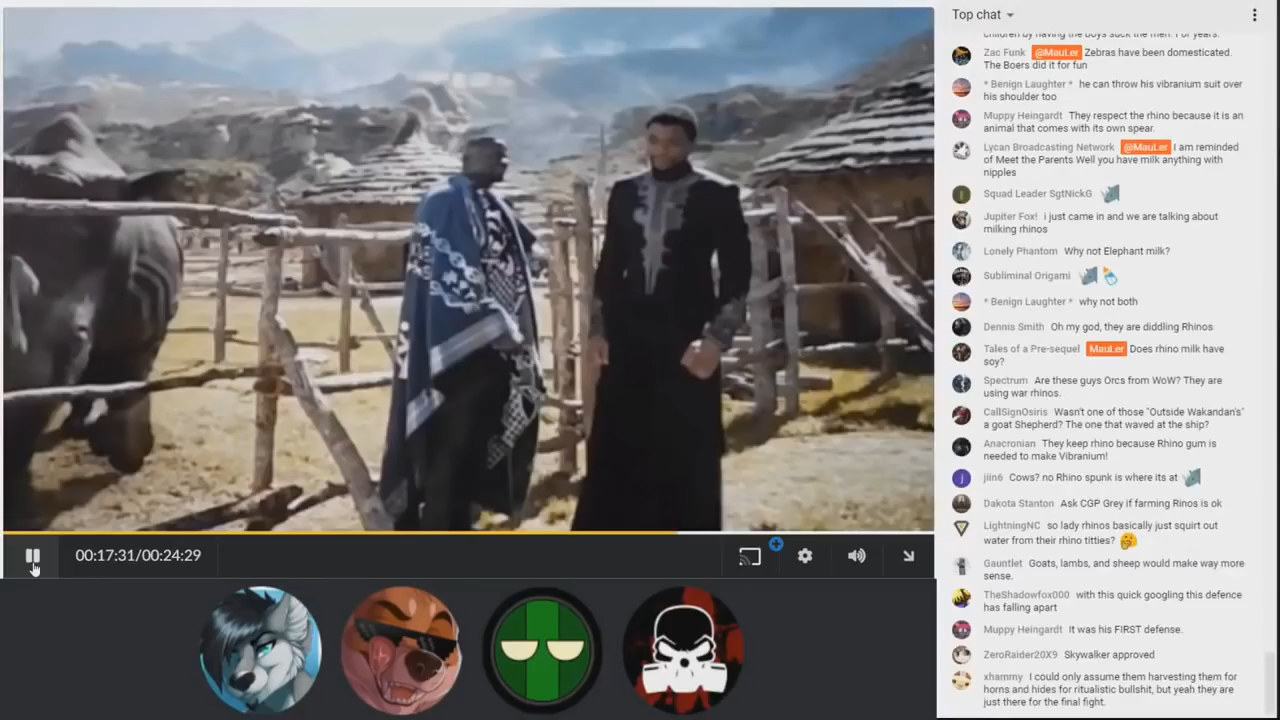 Top chat
children by having the boys suck the men. For years.
Zac Funk @MauLer Zebras have been domesticated.
The Boers did it for fun
* Benign Laughter * he can throw his vibranium suit over
his shoulder too
Muppy Heingardt They respect the rhino because it is an
animal that comes with its own spear.
Lycan Broadcasting Network @MauLer I am reminded
of Meet the Parents Well you have milk anything with
nipples
Squad Leader SgtNickG
Jupiter Fox! i just came in and we are talking about
milking rhinos
Lonely Phantom Why not Elephant milk?
Subliminal Origami
* Benign Laughter * why not both
Dennis Smith Oh my god, they are diddling Rhinos
Tales of a Pre-sequel MauLer Does rhino milk have
soy?
Spectrum Are these guys Orcs from WoW? They are
using war rhinos.
CallSignOsiris Wasn't one of those "Outside Wakandan's"
a goat Shepherd? The one that waved at the ship?
Anacronian They keep rhino because Rhino gum is
needed to make Vibranium!
jiin6 Cows? no Rhino spunk is where its at
Dakota Stanton Ask CGP Grey if farming Rinos is ok
LightningNC so lady rhinos basically just squirt out
water from their rhino titties?
Gauntlet Goats, lambs, and sheep would make way more
sense.
TheShadowfox000 with this quick googling this defence
has falling apart
Muppy Heingardt It was his FIRST defense.
ZeroRaider20X9 Skywalker approved
xhammy I could only assume them harvesting them for
horns and hides for ritualistic bullshit, but yeah they are
just there for the final fight.
00:17:31/00:24:29
j